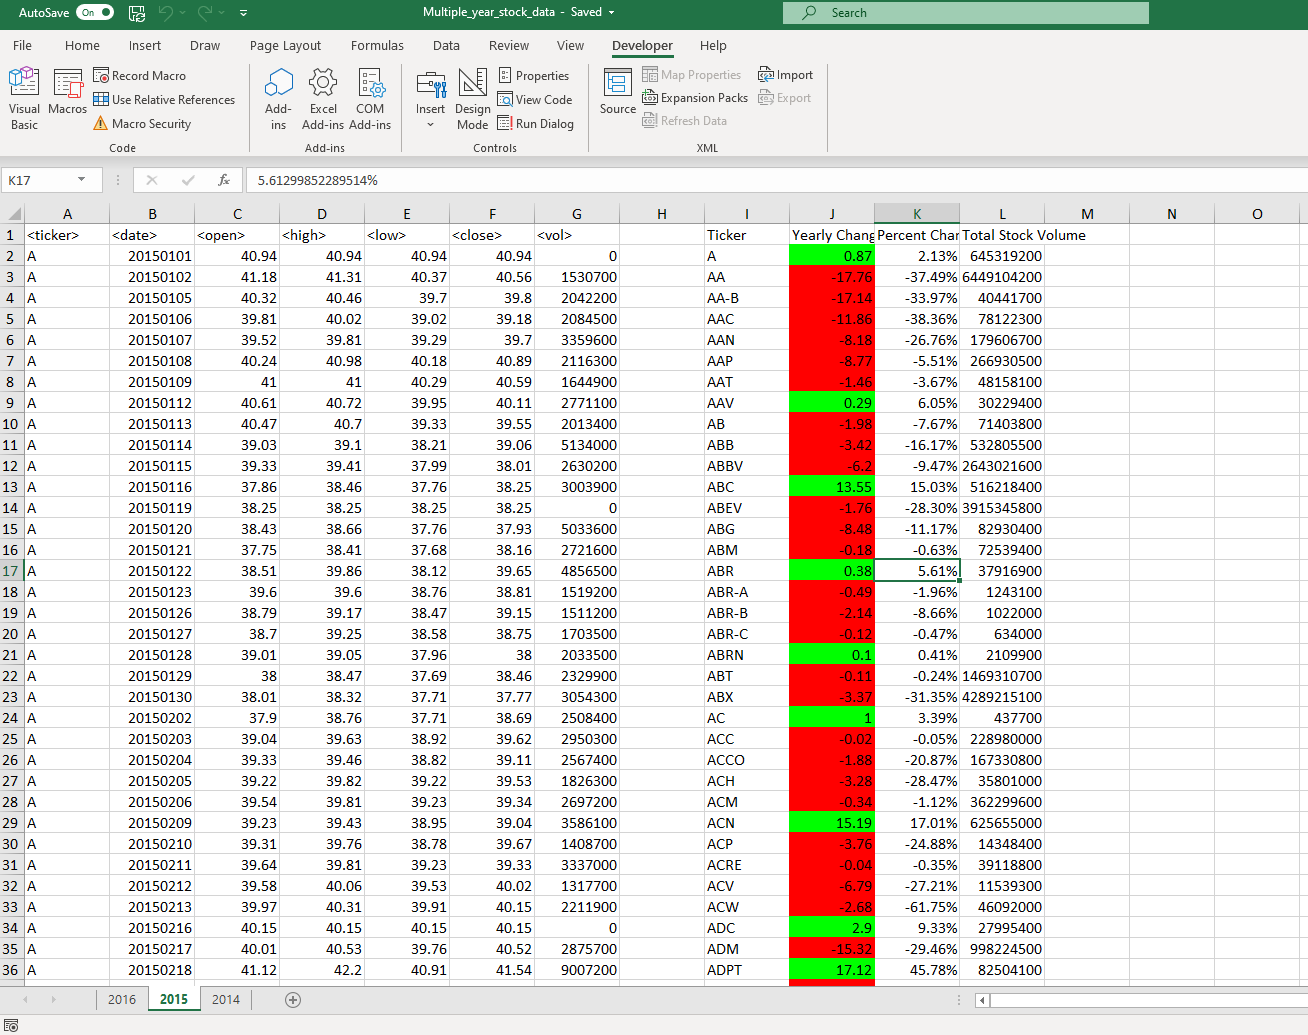 AutoSave On Multiple_year_stock_data - Saved Search
File Home Insert Draw Page Layout Formulas Data Review View Developer Help
Visual Basic Macros Record Macro Use Relative References Macro Security Code
Add-ins Excel Add-ins COM Add-ins Add-ins
Insert Design Mode Properties View Code Run Dialog Controls
Source Map Properties Expansion Packs Refresh Data Import Export XML
K17 fx 5.61299852289514%
A B C D E F G H I J K L M N O
1 <ticker> <date> <open> <high> <low> <close> <vol> Ticker Yearly Chang Percent Char Total Stock Volume
2 A 20150101 40.94 40.94 40.94 40.94 0 A 0.87 2.13% 645319200
3 A 20150102 41.18 41.31 40.37 40.56 1530700 AA -17.76 -37.49% 6449104200
4 A 20150105 40.32 40.46 39.7 39.8 2042200 AA-B -17.14 -33.97% 40441700
5 A 20150106 39.81 40.02 39.02 39.18 2084500 AAC -11.86 -38.36% 78122300
6 A 20150107 39.52 39.81 39.29 39.7 3359600 AAN -8.18 -26.76% 179606700
7 A 20150108 40.24 40.98 40.18 40.89 2116300 AAP -8.77 -5.51% 266930500
8 A 20150109 41 41 40.29 40.59 1644900 AAT -1.46 -3.67% 48158100
9 A 20150112 40.61 40.72 39.95 40.11 2771100 AAV 0.29 6.05% 30229400
10 A 20150113 40.47 40.7 39.33 39.55 2013400 AB -1.98 -7.67% 71403800
11 A 20150114 39.03 39.1 38.21 39.06 5134000 ABB -3.42 -16.17% 532805500
12 A 20150115 39.33 39.41 37.99 38.01 2630200 ABBV -6.2 -9.47% 2643021600
13 A 20150116 37.86 38.46 37.76 38.25 3003900 ABC 13.55 15.03% 516218400
14 A 20150119 38.25 38.25 38.25 38.25 0 ABEV -1.76 -28.30% 3915345800
15 A 20150120 38.43 38.66 37.76 37.93 5033600 ABG -8.48 -11.17% 82930400
16 A 20150121 37.75 38.41 37.68 38.16 2721600 ABM -0.18 -0.63% 72539400
17 A 20150122 38.51 39.86 38.12 39.65 4856500 ABR 0.38 5.61% 37916900
18 A 20150123 39.6 39.6 38.76 38.81 1519200 ABR-A -0.49 -1.96% 1243100
19 A 20150126 38.79 39.17 38.47 39.15 1511200 ABR-B -2.14 -8.66% 1022000
20 A 20150127 38.7 39.25 38.58 38.75 1703500 ABR-C -0.12 -0.47% 634000
21 A 20150128 39.01 39.05 37.96 38 2033500 ABRN 0.1 0.41% 2109900
22 A 20150129 38 38.47 37.69 38.46 2329900 ABT -0.11 -0.24% 1469310700
23 A 20150130 38.01 38.32 37.71 37.77 3054300 ABX -3.37 -31.35% 4289215100
24 A 20150202 37.9 38.76 37.71 38.69 2508400 AC 1 3.39% 437700
25 A 20150203 39.04 39.63 38.92 39.62 2950300 ACC -0.02 -0.05% 228980000
26 A 20150204 39.33 39.46 38.82 39.11 2567400 ACCO -1.88 -20.87% 167330800
27 A 20150205 39.22 39.82 39.22 39.53 1826300 ACH -3.28 -28.47% 35801000
28 A 20150206 39.54 39.81 39.23 39.34 2697200 ACM -0.34 -1.12% 362299600
29 A 20150209 39.23 39.43 38.95 39.04 3586100 ACN 15.19 17.01% 625655000
30 A 20150210 39.31 39.76 38.78 39.67 1408700 ACP -3.76 -24.88% 14348400
31 A 20150211 39.64 39.81 39.23 39.33 3337000 ACRE -0.04 -0.35% 39118800
32 A 20150212 39.58 40.06 39.53 40.02 1317700 ACV -6.79 -27.21% 11539300
33 A 20150213 39.97 40.31 39.91 40.15 2211900 ACW -2.68 -61.75% 46092000
34 A 20150216 40.15 40.15 40.15 40.15 0 ADC 2.9 9.33% 27995400
35 A 20150217 40.01 40.53 39.76 40.52 2875700 ADM -15.32 -29.46% 998224500
36 A 20150218 41.12 42.2 40.91 41.54 9007200 ADPT 17.12 45.78% 82504100
2016 2015 2014